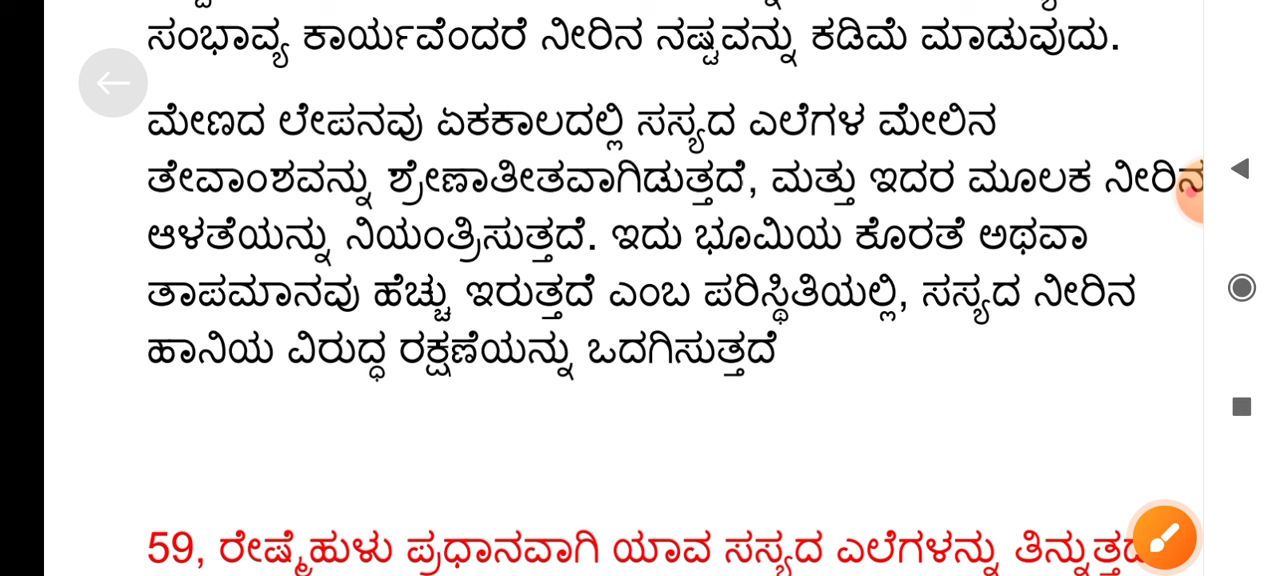 ಸಂಭಾವ್ಯ ಕಾರ್ಯವೆಂದರೆ ನೀರಿನ ನಷ್ಟವನ್ನು ಕಡಿಮೆ ಮಾಡುವುದು.
ಮೇಣದ ಲೇಪನವು ಏಕಕಾಲದಲ್ಲಿ ಸಸ್ಯದ ಎಲೆಗಳ ಮೇಲಿನ
ತೇವಾಂಶವನ್ನು ಶ್ರೇಣಾತೀತವಾಗಿಡುತ್ತದೆ, ಮತ್ತು ಇದರ ಮೂಲಕ ನೀರಿನ
ಆಳತೆಯನ್ನು ನಿಯಂತ್ರಿಸುತ್ತದೆ. ಇದು ಭೂಮಿಯ ಕೊರತೆ ಅಥವಾ
ತಾಪಮಾನವು ಹೆಚ್ಚು ಇರುತ್ತದೆ ಎಂಬ ಪರಿಸ್ಥಿತಿಯಲ್ಲಿ, ಸಸ್ಯದ ನೀರಿನ
ಹಾನಿಯ ವಿರುದ್ಧ ರಕ್ಷಣೆಯನ್ನು ಒದಗಿಸುತ್ತದೆ
59, ರೇಷ್ಮೆಹುಳು ಪ್ರಧಾನವಾಗಿ ಯಾವ ಸಸ್ಯದ ಎಲೆಗಳನ್ನು